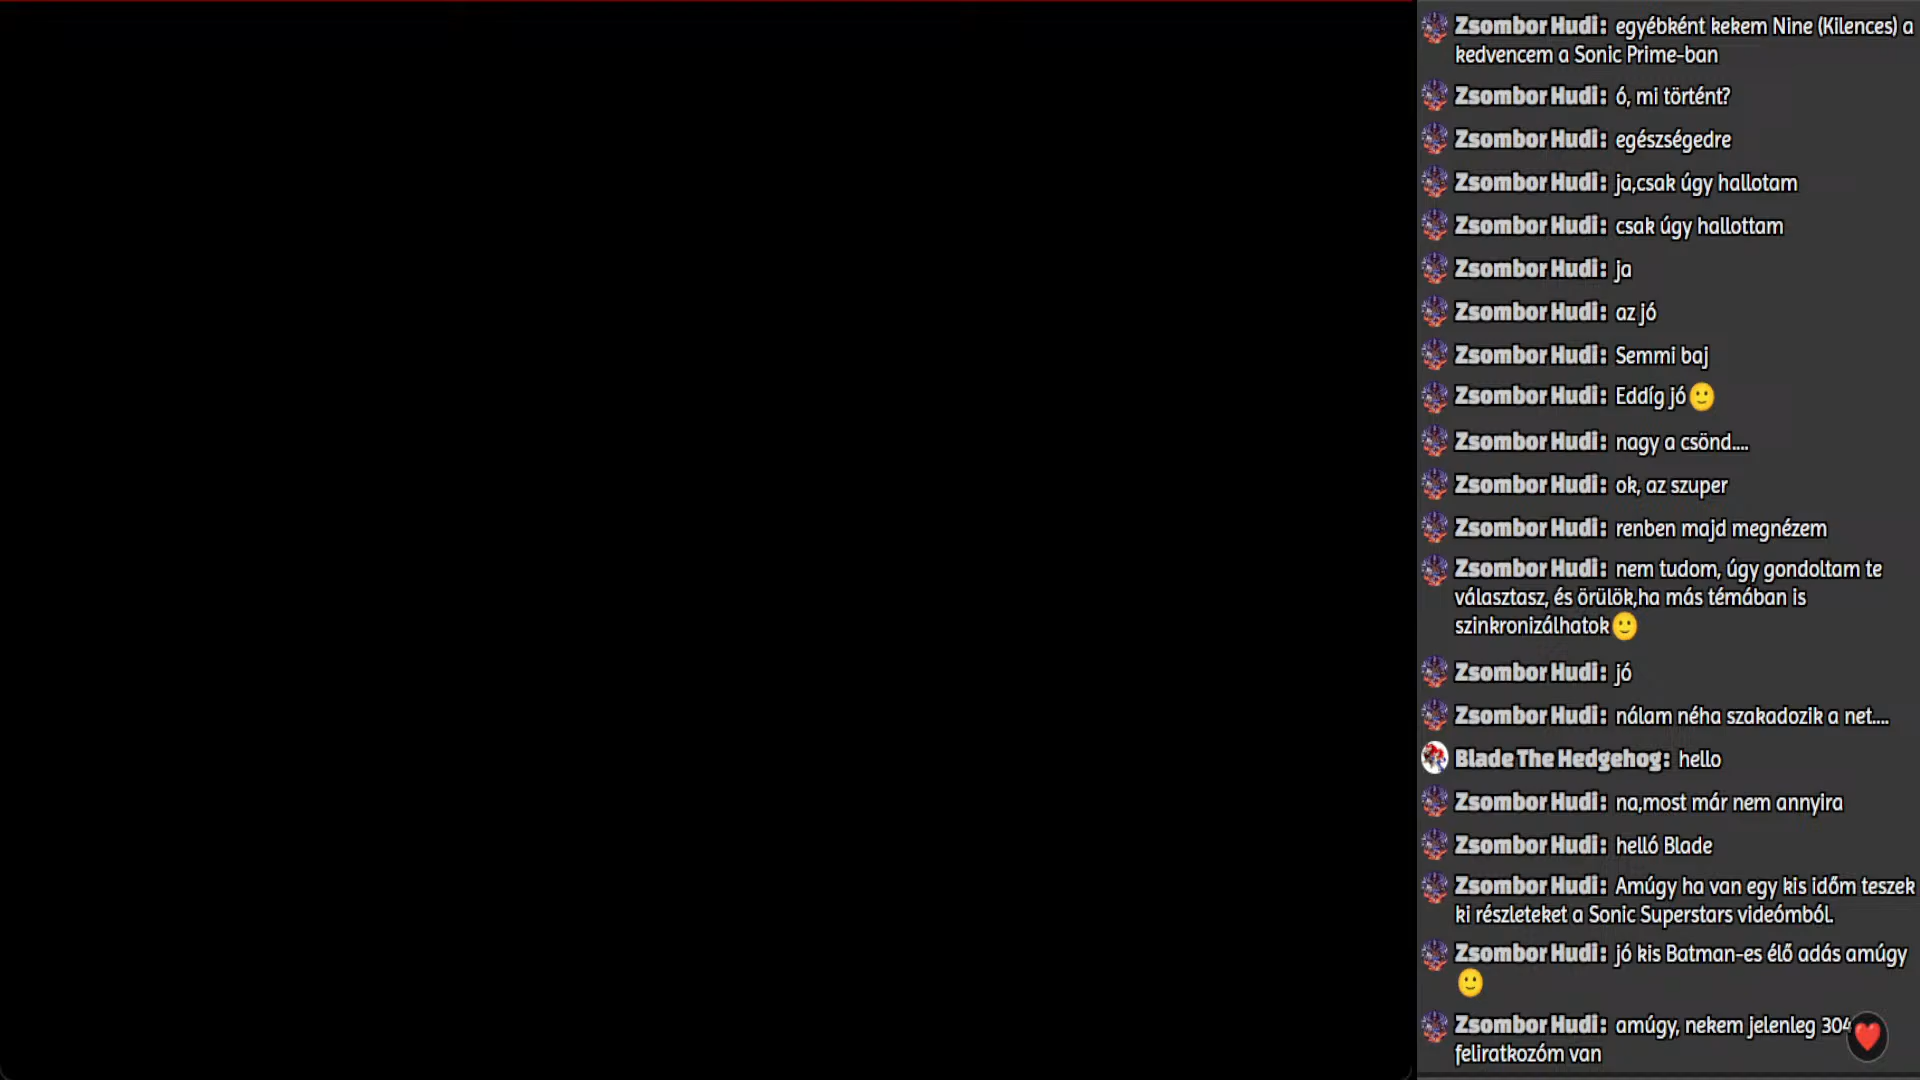 Zsombor Hudi: egyébként kekem Nine (Kilences) a
kedvencem a Sonic Prime-ban
Zsombor Hudi: ó, mi történt?
Zsombor Hudi: egészségedre
Zsombor Hudi: ja,csak úgy hallotam
Zsombor Hudi: csak úgy hallottam
Zsombor Hudi: ja
Zsombor Hudi: az jó
Zsombor Hudi: Semmi baj
Zsombor Hudi: Eddíg jó🙂
Zsombor Hudi: nagy a csönd....
Zsombor Hudi: ok, az szuper
Zsombor Hudi: renben majd megnézem
Zsombor Hudi: nem tudom, úgy gondoltam te
választasz, és örülök,ha más témában is
szinkronizálhatok🙂
Zsombor Hudi: jó
Zsombor Hudi: nálam néha szakadozik a net....
Blade The Hedgehog: hello
Zsombor Hudi: na,most már nem annyira
Zsombor Hudi: helló Blade
Zsombor Hudi: Amúgy ha van egy kis időm teszek
ki részleteket a Sonic Superstars videómból.
Zsombor Hudi: jó kis Batman-es élő adás amúgy
🙂
Zsombor Hudi: amúgy, nekem jelenleg 304
feliratkozóm van